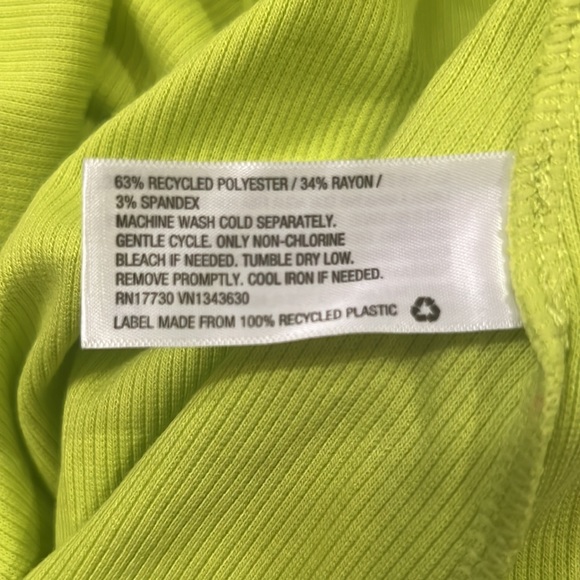 63% RECYCLED POLYESTER / 34% RAYON /
3% SPANDEX
MACHINE WASH COLD SEPARATELY.
GENTLE CYCLE. ONLY NON-CHLORINE
BLEACH IF NEEDED. TUMBLE DRY LOW.
REMOVE PROMPTLY. COOL IRON IF NEEDED.
RN17730 VN1343630
LABEL MADE FROM 100% RECYCLED PLASTIC